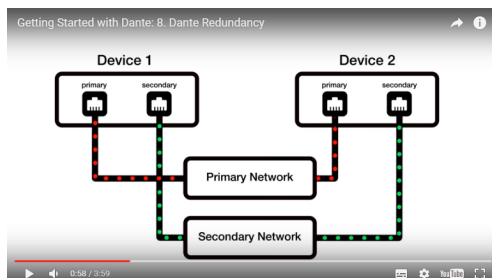 Getting Started with Dante: 8. Dante Redundancy
Device 1
Device 2
primary
secondary
primary
secondary
Primary Network
Secondary Network
0:58 / 3:59
YouTube